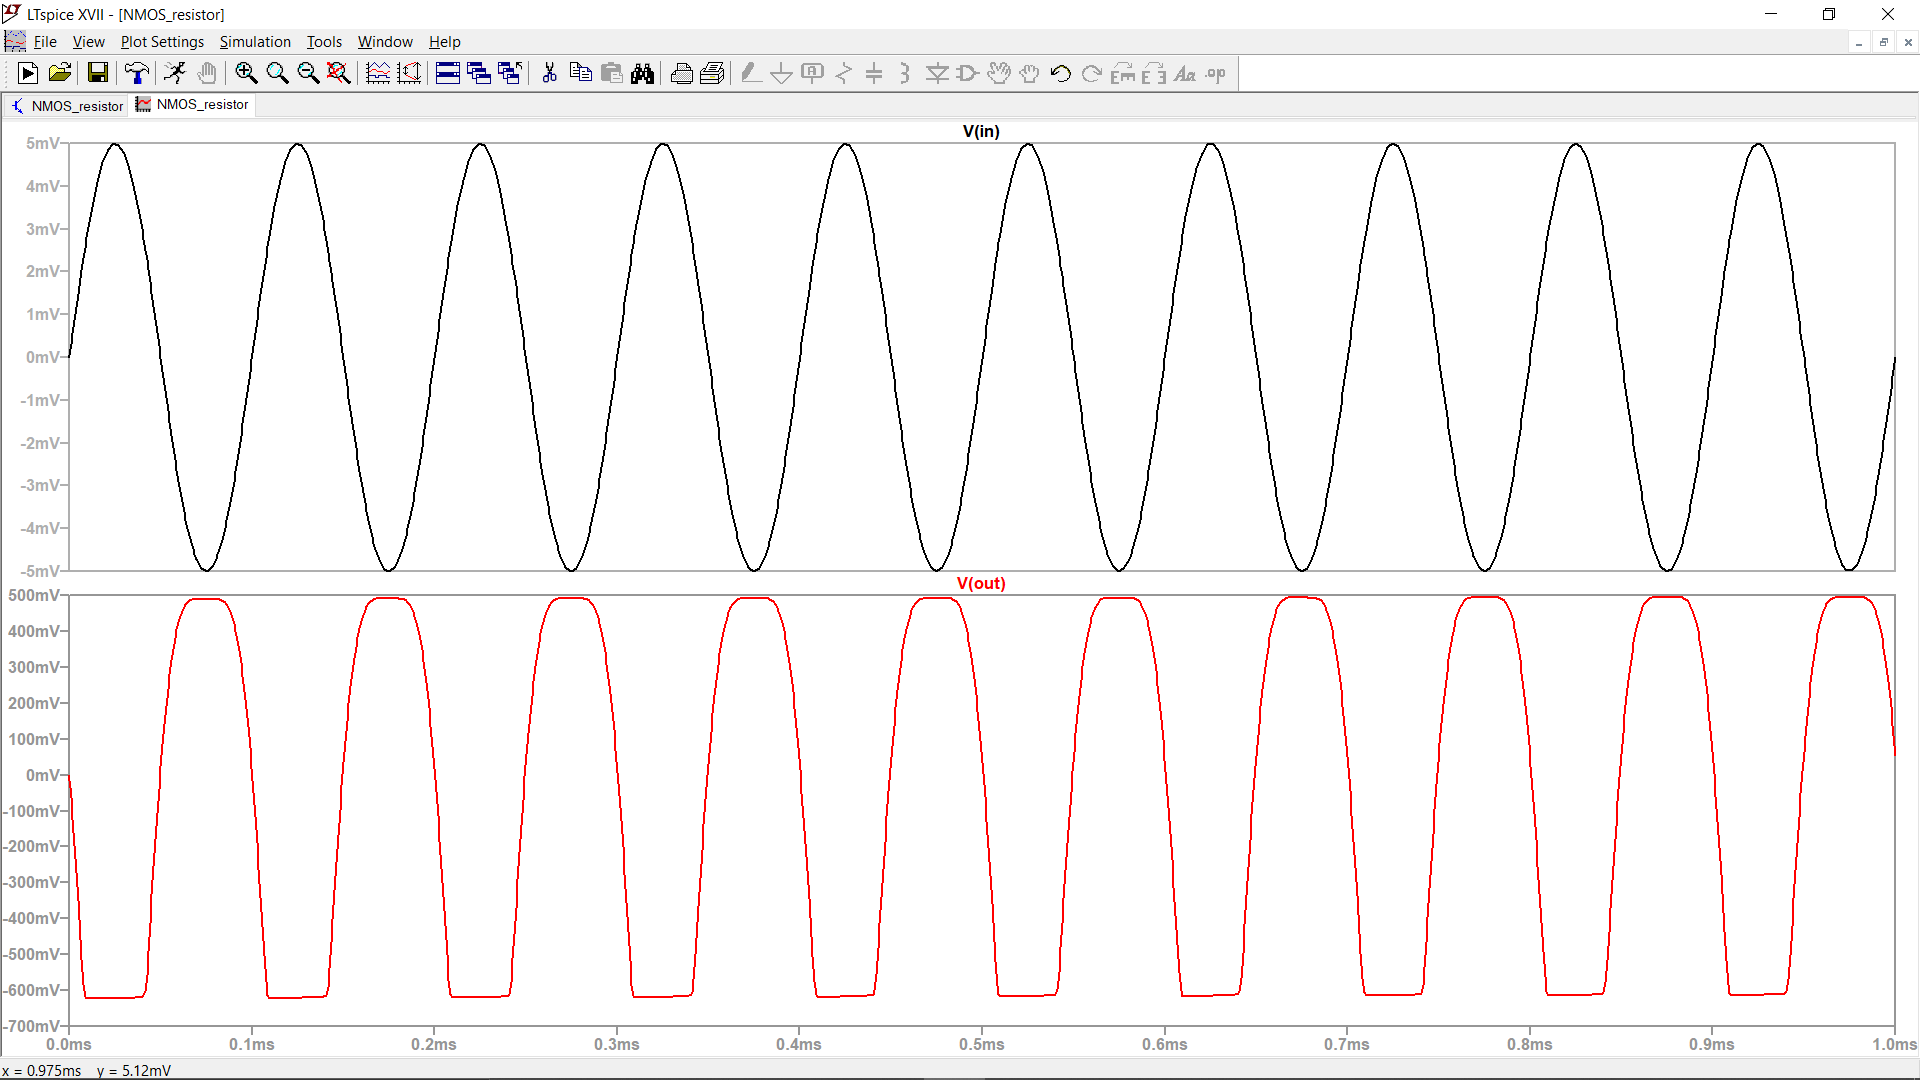 LTspice XVII - [NMOS_resistor]
File View Plot Settings Simulation Tools Window Help
NMOS_resistor NMOS_resistor
V(in)
5mV
4mV
3mV
2mV
1mV
0mV
-1mV
-2mV
-3mV
-4mV
-5mV
V(out)
500mV
400mV
300mV
200mV
100mV
0mV
-100mV
-200mV
-300mV
-400mV
-500mV
-600mV
-700mV
0.0ms 0.1ms 0.2ms 0.3ms 0.4ms 0.5ms 0.6ms 0.7ms 0.8ms 0.9ms 1.0ms
x = 0.975ms y = 5.12mV